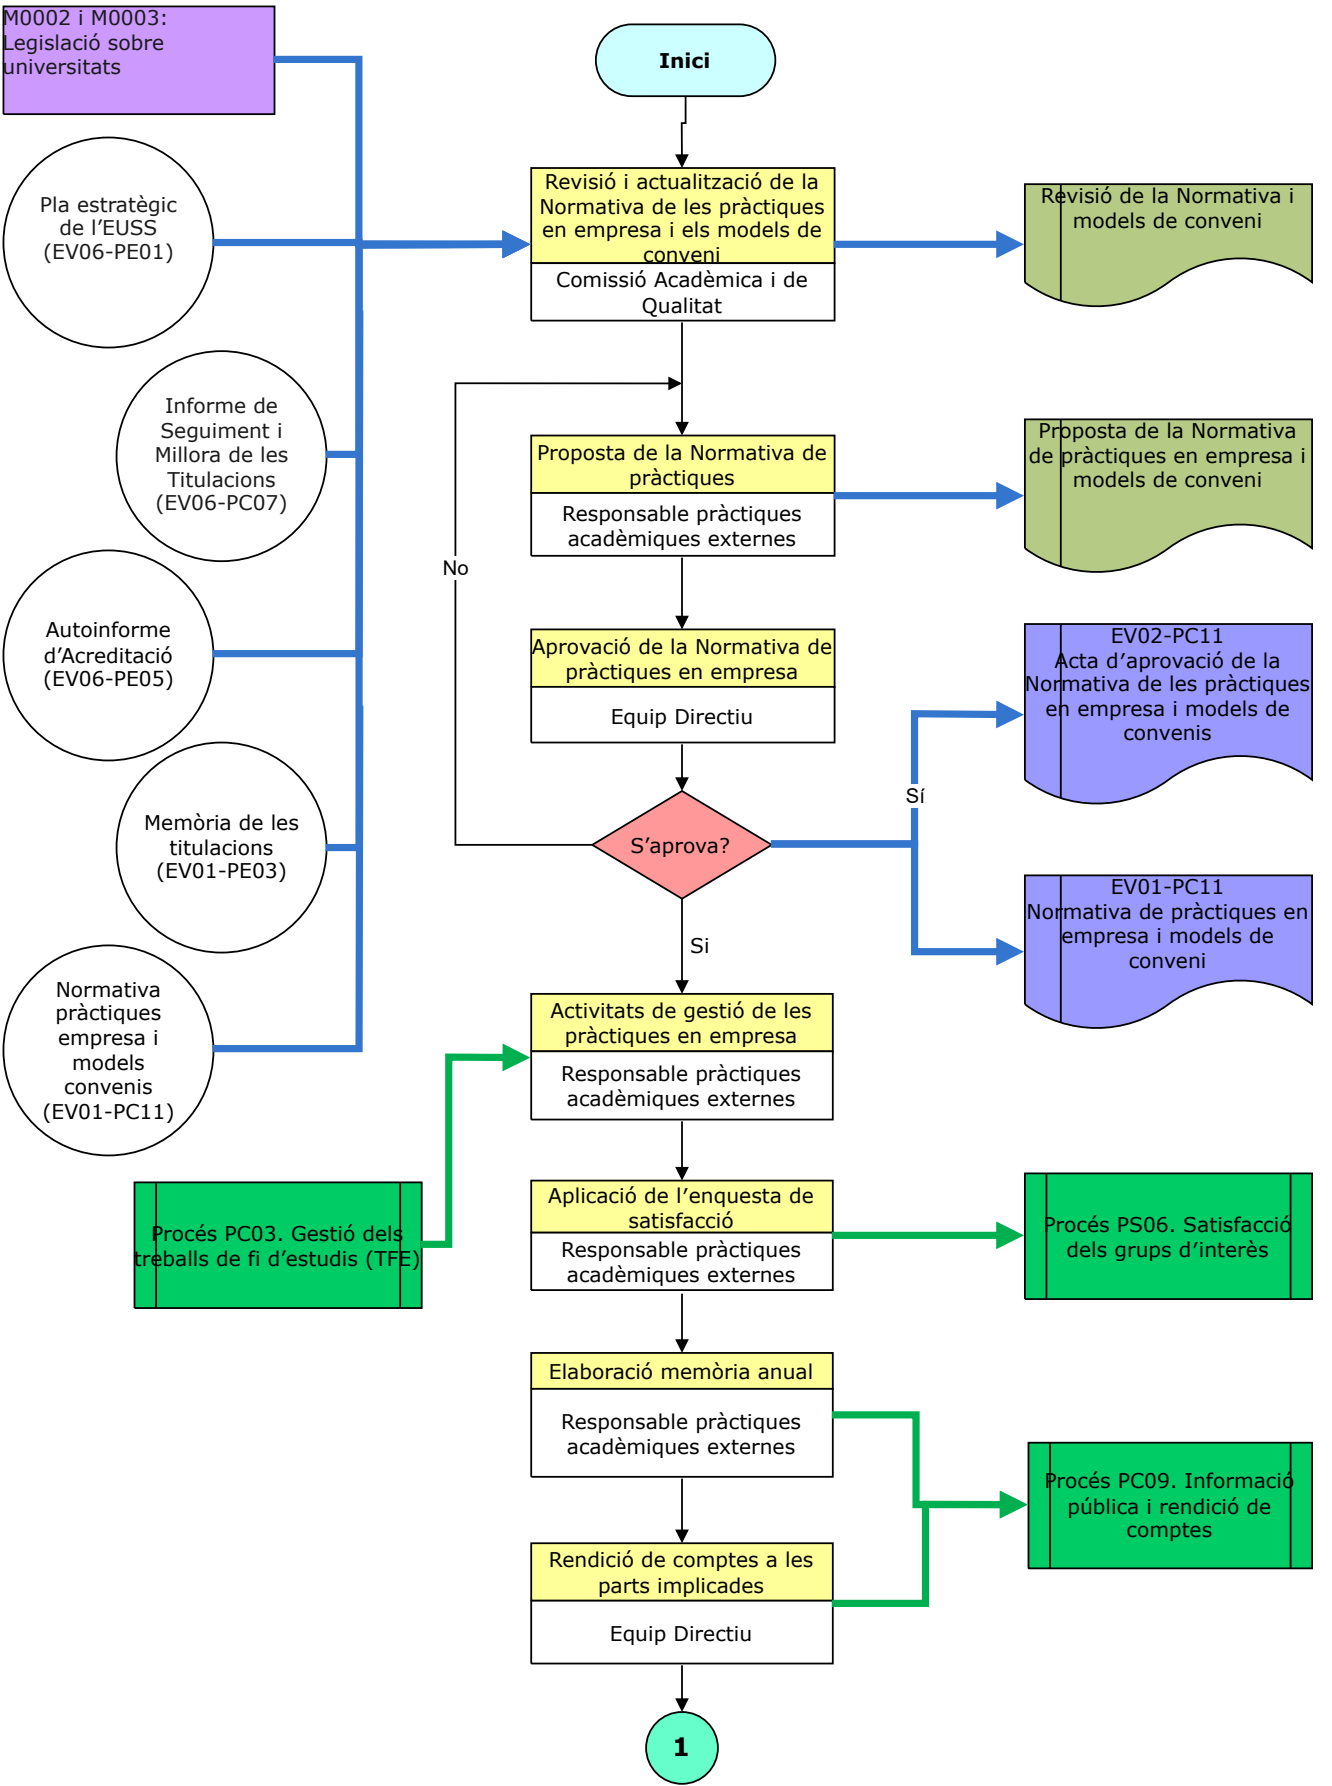 M0002 i M0003:
Legislació sobre
universitats
Inici
Pla estratègic
de l'EUSS
(EV06-PE01)
Revisió i actualització de la
Normativa de les pràctiques
en empresa i els models de
conveni
Comissió Acadèmica i de
Qualitat
Revisió de la Normativa i
models de conveni
Informe de
Seguiment i
Millora de les
Titulacions
(EV06-PC07)
Proposta de la Normativa de
pràctiques
Responsable pràctiques
acadèmiques externes
Proposta de la Normativa
de pràctiques en empresa i
models de conveni
No
Autoinforme
d'Acreditació
(EV06-PE05)
Aprovació de la Normativa de
pràctiques en empresa
Equip Directiu
EV02-PC11
Acta d'aprovació de la
Normativa de les pràctiques
en empresa i models de
convenis
Sí
Memòria de les
titulacions
(EV01-PE03)
S'aprova?
EV01-PC11
Normativa de pràctiques en
empresa i models de
conveni
Si
Normativa
pràctiques
empresa i
models
convenis
(EV01-PC11)
Activitats de gestió de les
pràctiques en empresa
Responsable pràctiques
acadèmiques externes
Procés PC03. Gestió dels
treballs de fi d'estudis (TFE)
Aplicació de l'enquesta de
satisfacció
Responsable pràctiques
acadèmiques externes
Procés PS06. Satisfacció
dels grups d'interès
Elaboració memòria anual
Responsable pràctiques
acadèmiques externes
Procés PC09. Informació
pública i rendició de
comptes
Rendició de comptes a les
parts implicades
Equip Directiu
1